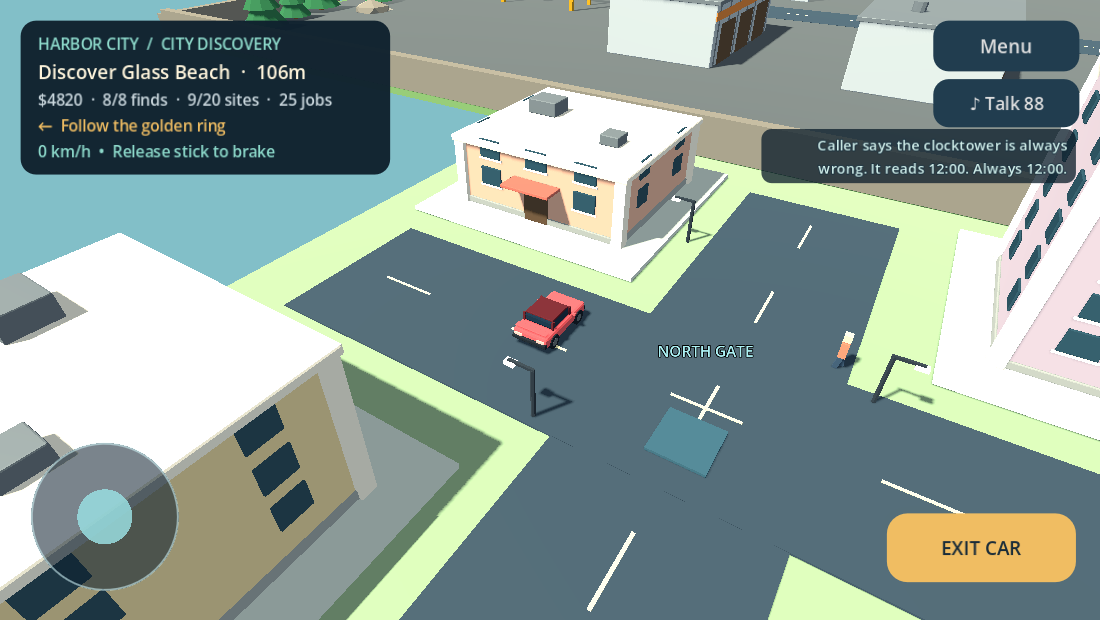 HARBOR CITY / CITY DISCOVERY
Discover Glass Beach · 106m
$4820 · 8/8 finds · 9/20 sites · 25 jobs
← Follow the golden ring
0 km/h • Release stick to brake
Menu
♪ Talk 88
Caller says the clocktower is always
wrong. It reads 12:00. Always 12:00.
NORTH GATE
EXIT CAR